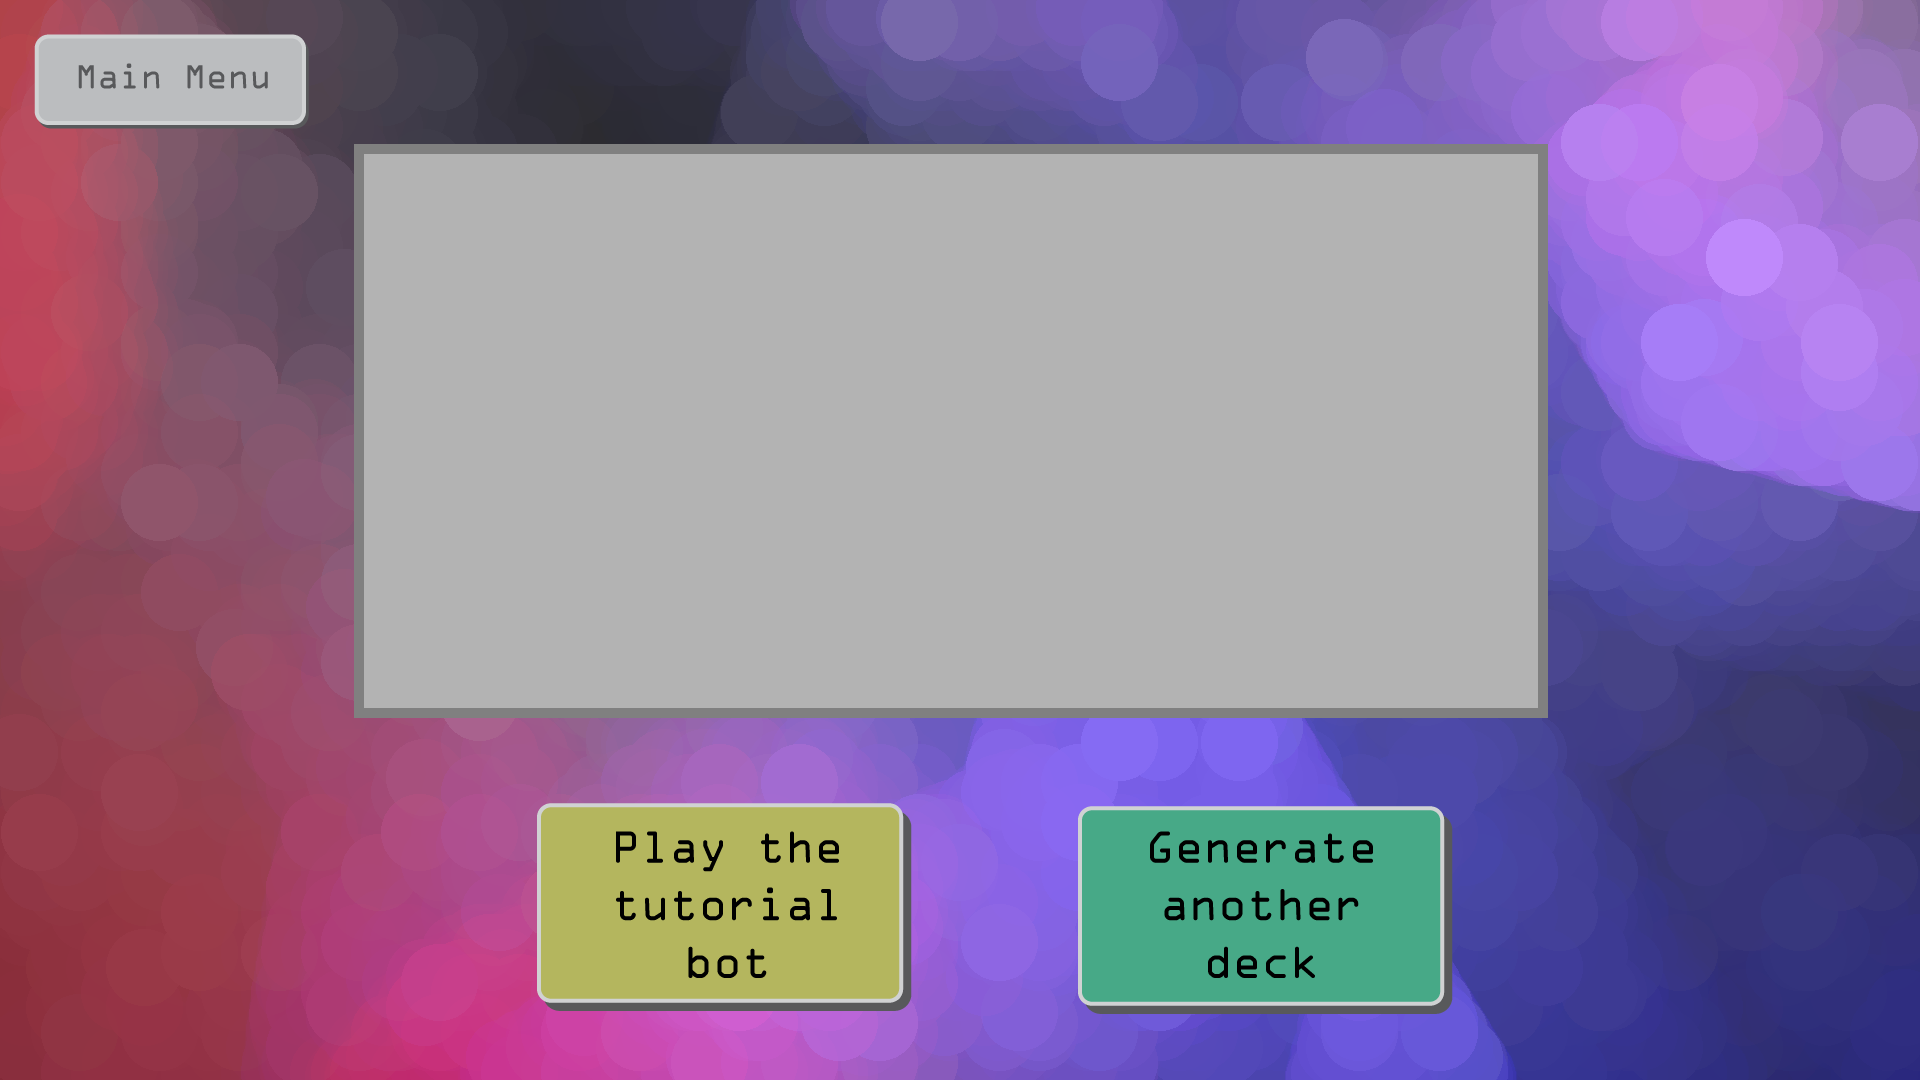 Main Menu
Play the
tutorial
bot
Generate
another
deck